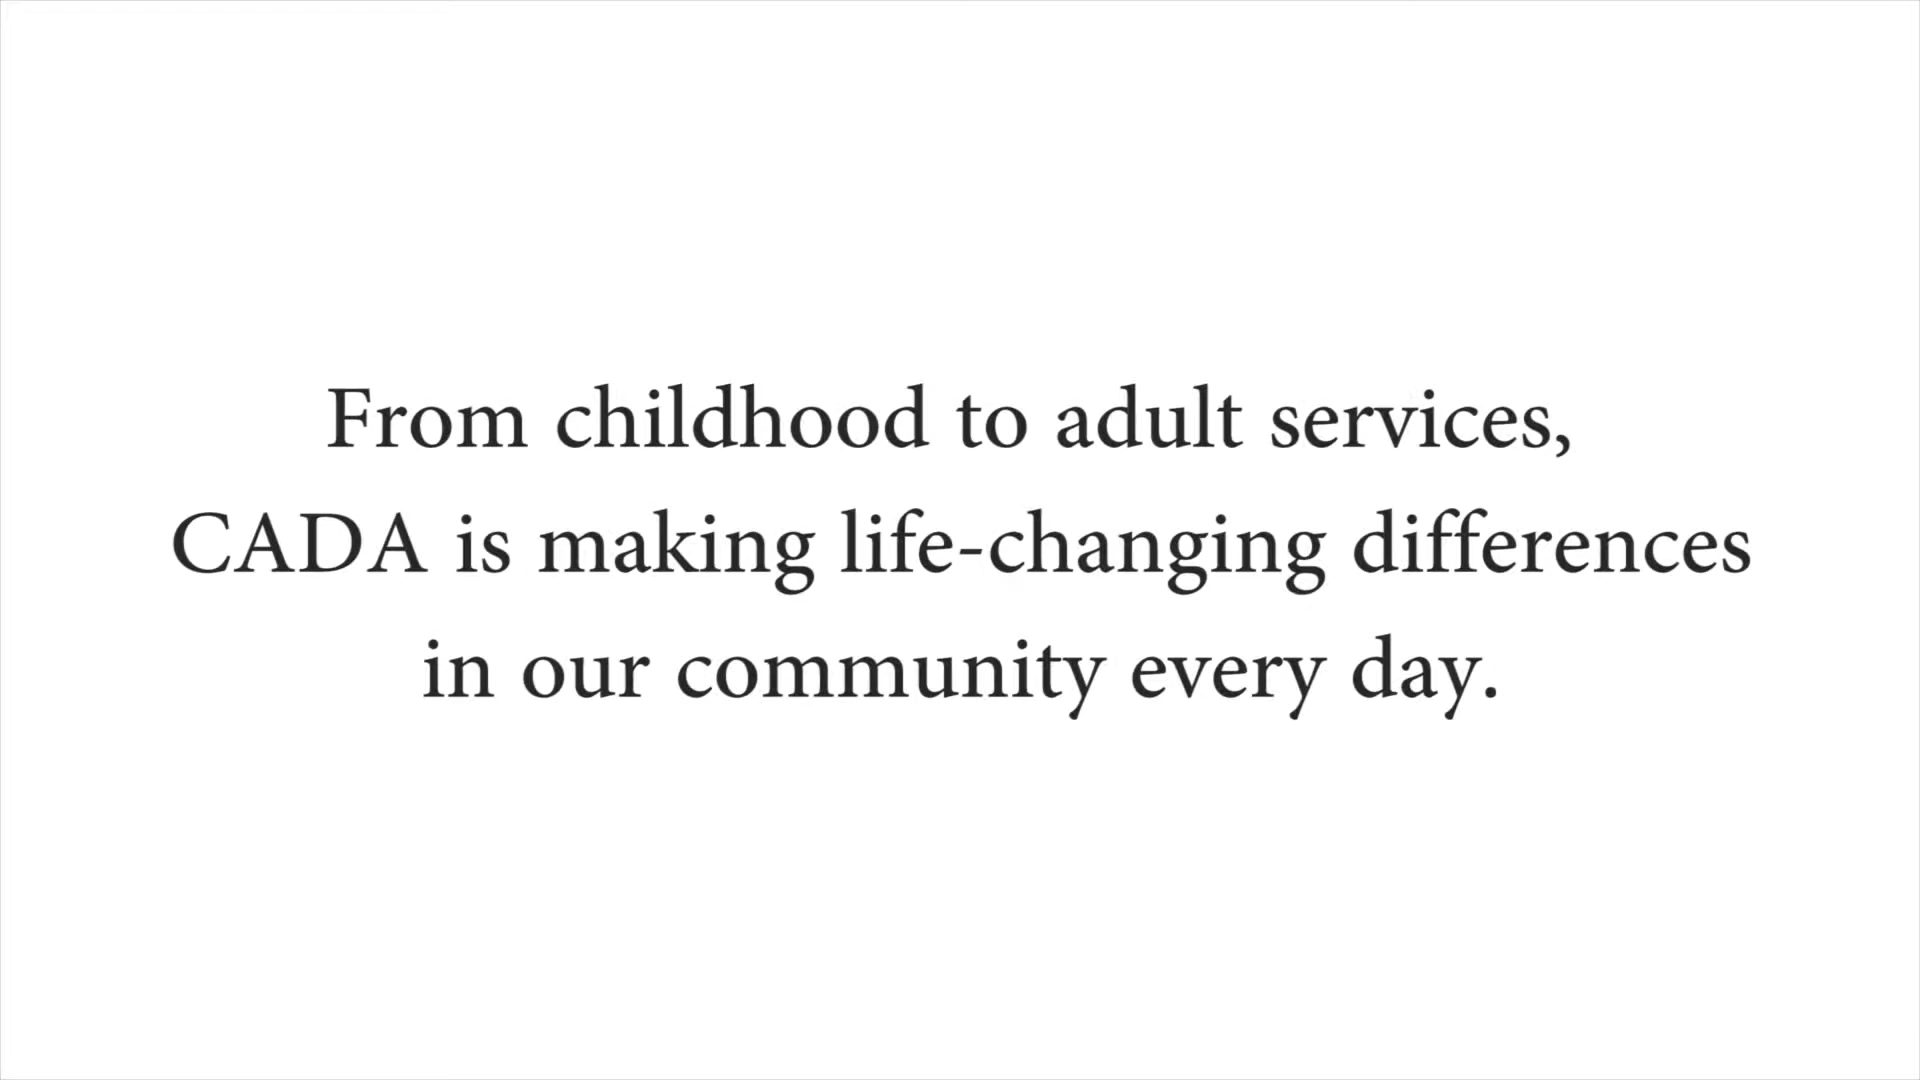 From childhood to adult services,
CADA is making life-changing differences
in our community every day.